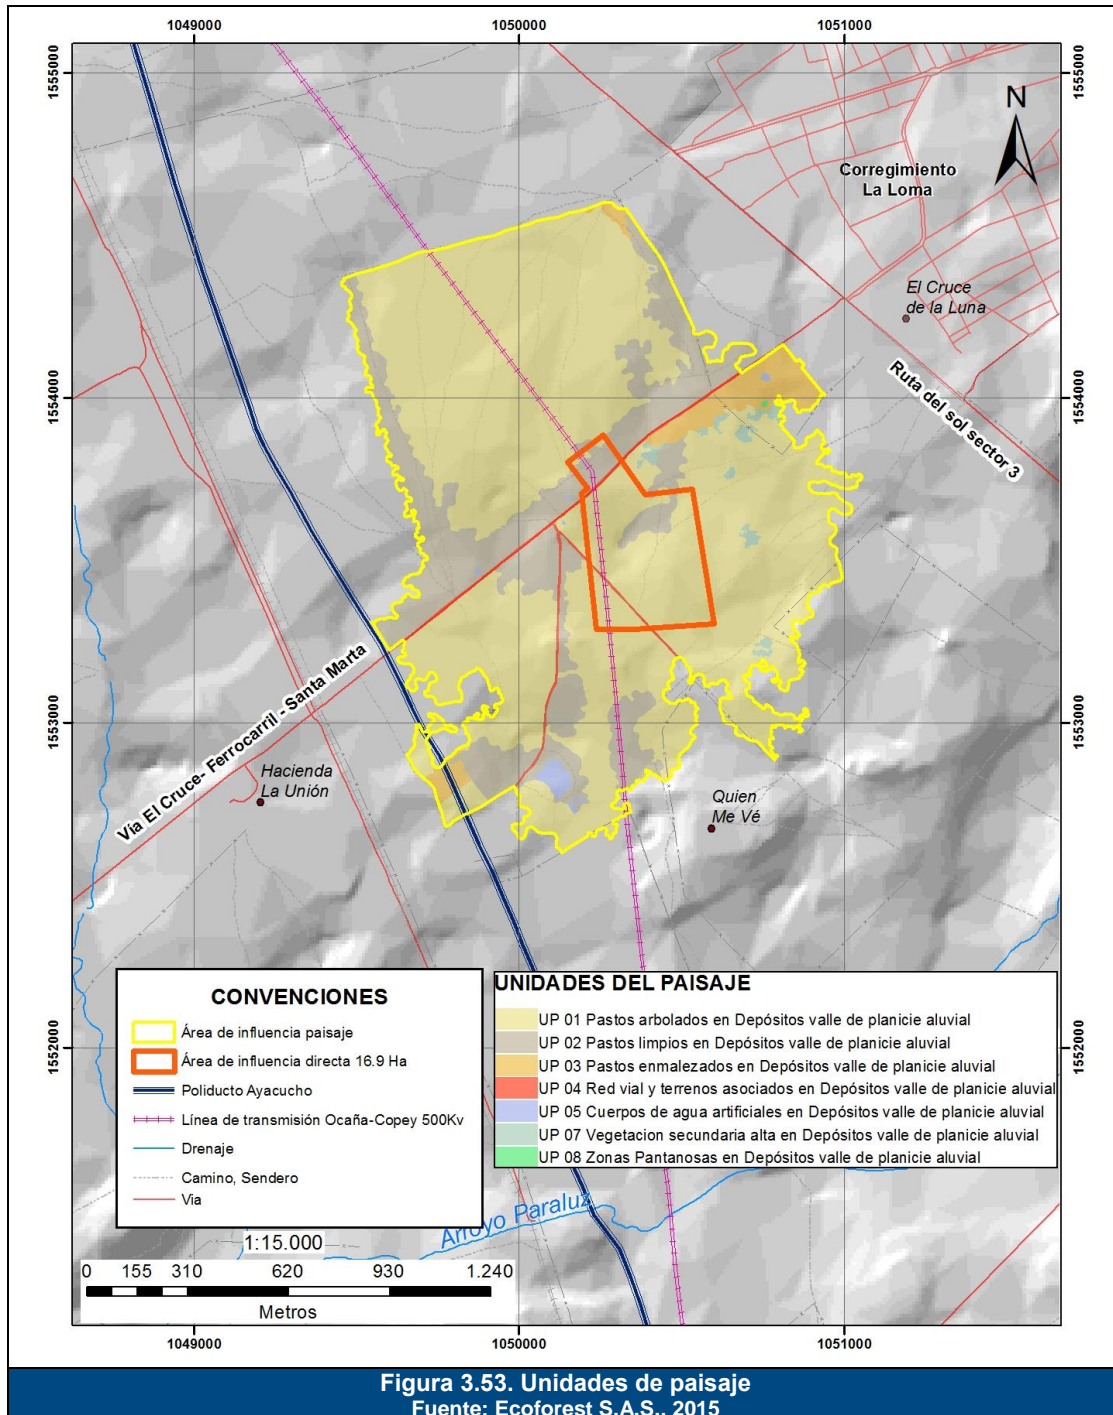 1049000
1050000
1051000
1555000
1555000
N
Corregimiento
La Loma
El Cruce
de la Luna
1554000
1554000
Ruta del sol sector 3
1553000
1553000
Vía El Cruce- Ferrocarril - Santa Marta
Hacienda
La Unión
Quien
Me Vé
CONVENCIONES
Área de influencia paisaje
Área de influencia directa 16.9 Ha
Poliducto Ayacucho
Línea de transmisión Ocaña-Copey 500Kv
Drenaje
Camino, Sendero
Via
UNIDADES DEL PAISAJE
UP 01 Pastos arbolados en Depósitos valle de planicie aluvial
UP 02 Pastos limpios en Depósitos valle de planicie aluvial
UP 03 Pastos enmalezados en Depósitos valle de planicie aluvial
UP 04 Red vial y terrenos asociados en Depósitos valle de planicie aluvial
UP 05 Cuerpos de agua artificiales en Depósitos valle de planicie aluvial
UP 07 Vegetacion secundaria alta en Depósitos valle de planicie aluvial
UP 08 Zonas Pantanosas en Depósitos valle de planicie aluvial
1552000
1552000
Arroyo Paraluz
1:15.000
0 155 310 620 930 1.240
Metros
1049000
1050000
1051000
Figura 3.53. Unidades de paisaje
Fuente: Ecoforest S.A.S., 2015